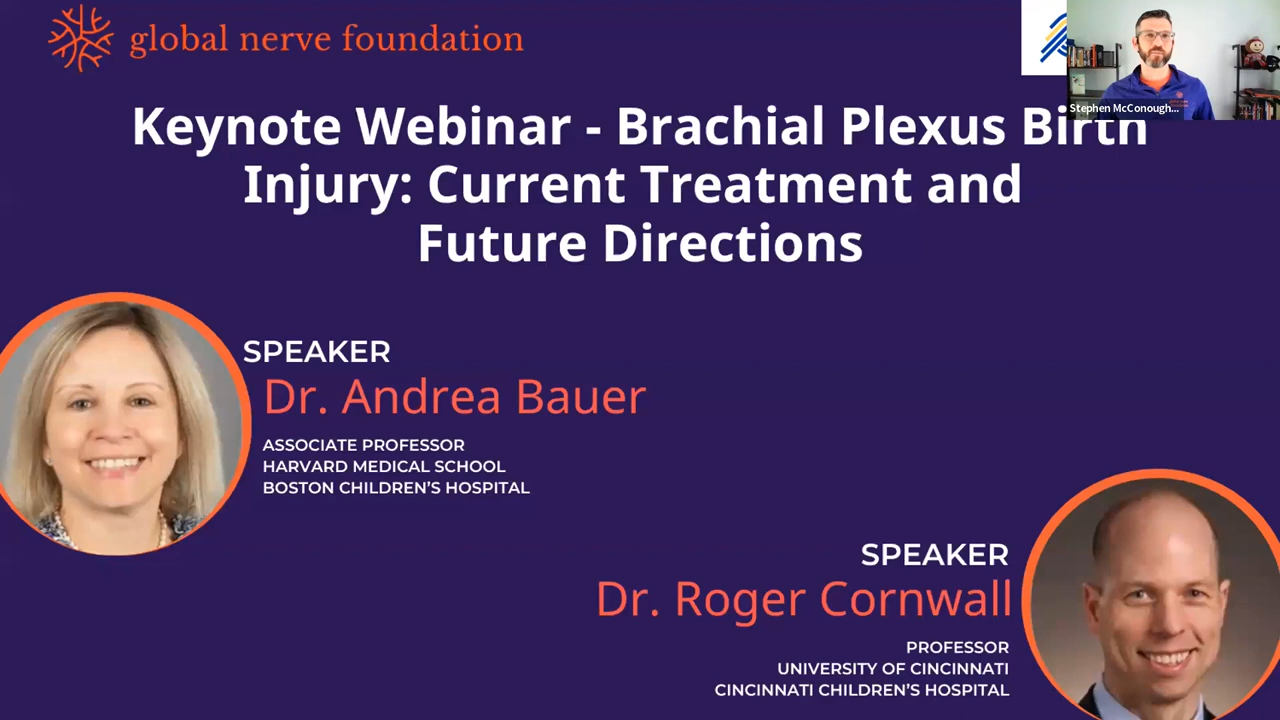 global nerve foundation
Stephen McConough...
Keynote Webinar - Brachial Plexus Birth
Injury: Current Treatment and
Future Directions
SPEAKER
Dr. Andrea Bauer
ASSOCIATE PROFESSOR
HARVARD MEDICAL SCHOOL
BOSTON CHILDREN'S HOSPITAL
SPEAKER
Dr. Roger Cornwall
PROFESSOR
UNIVERSITY OF CINCINNATI
CINCINNATI CHILDREN'S HOSPITAL